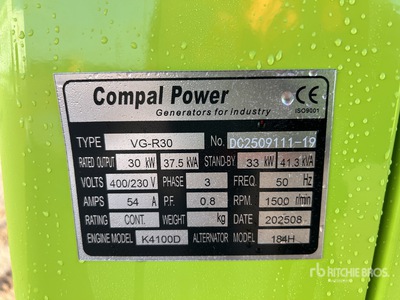 Compal Power
CE
Generators for industry
ISO9001
TYPE VG-R30 No. DC2509111-19
RATED OUTPUT 30 kW 37.5 kVA STAND-BY 33 kW 41.3 kVA
VOLTS 400/230 V PHASE 3 FREQ. 50 Hz
AMPS 54 A P.F. 0.8 R.P.M. 1500 r/min
RATING CONT. WEIGHT kg DATE 202508
ENGINE MODEL K4100D ALTERNATOR MODEL 184H
rb RITCHIE BROS.